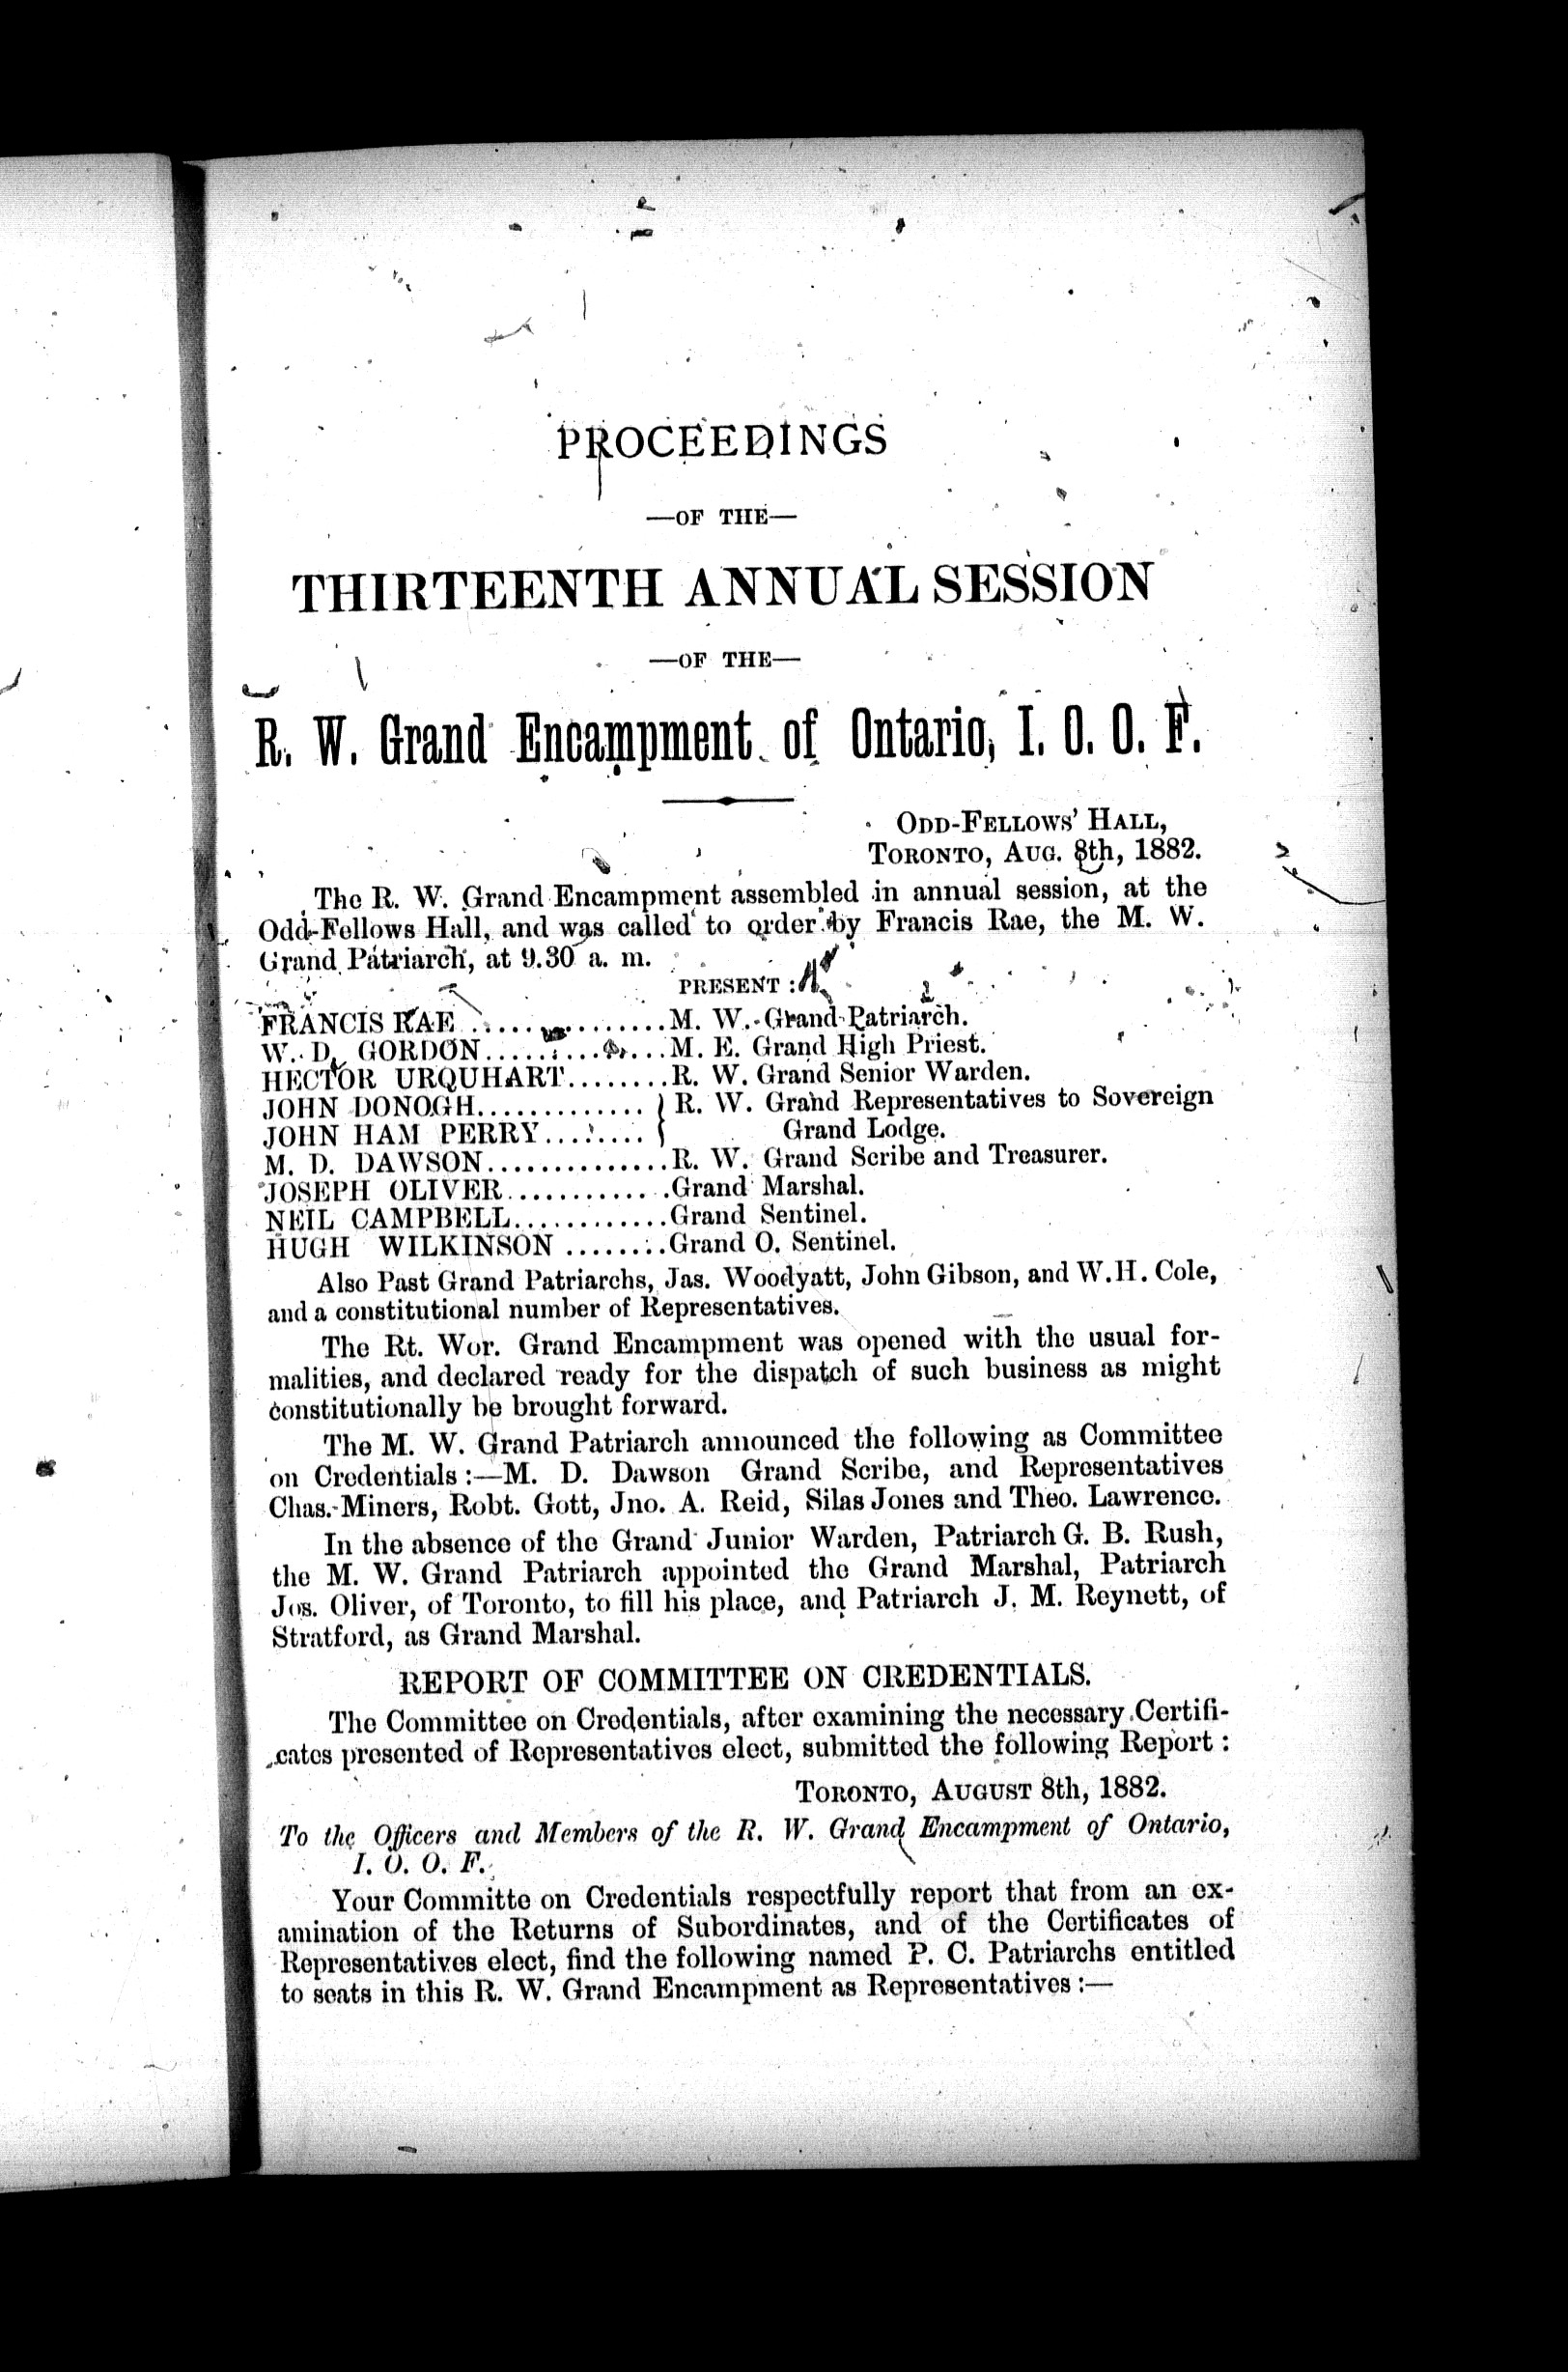 PROCEEDINGS
—OF THE—
THIRTEENTH ANNUAL SESSION
—OF THE—
R. W. Grand Encampment of Ontario, I. O. O. F.
ODD-FELLOWS' HALL,
TORONTO, AUG. 8th, 1882.
The R. W. Grand Encampment assembled in annual session, at the
Odd-Fellows Hall, and was called to order by Francis Rae, the M. W.
Grand Patriarch, at 9.30 a. m.
PRESENT :
FRANCIS RAE ................M. W. Grand Patriarch.
W. D. GORDON..............M. E. Grand High Priest.
HECTOR URQUHART........R. W. Grand Senior Warden.
JOHN DONOGH............. } R. W. Grand Representatives to Sovereign
JOHN HAM PERRY........ } Grand Lodge.
M. D. DAWSON..............R. W. Grand Scribe and Treasurer.
JOSEPH OLIVER.............Grand Marshal.
NEIL CAMPBELL............Grand Sentinel.
HUGH WILKINSON ........Grand O. Sentinel.
Also Past Grand Patriarchs, Jas. Woodyatt, John Gibson, and W. H. Cole,
and a constitutional number of Representatives.
The Rt. Wor. Grand Encampment was opened with the usual for-
malities, and declared ready for the dispatch of such business as might
constitutionally be brought forward.
The M. W. Grand Patriarch announced the following as Committee
on Credentials :—M. D. Dawson Grand Scribe, and Representatives
Chas. Miners, Robt. Gott, Jno. A. Reid, Silas Jones and Theo. Lawrence.
In the absence of the Grand Junior Warden, Patriarch G. B. Rush,
the M. W. Grand Patriarch appointed the Grand Marshal, Patriarch
Jos. Oliver, of Toronto, to fill his place, and Patriarch J. M. Reynett, of
Stratford, as Grand Marshal.
REPORT OF COMMITTEE ON CREDENTIALS.
The Committee on Credentials, after examining the necessary Certifi-
cates presented of Representatives elect, submitted the following Report :
TORONTO, AUGUST 8th, 1882.
To the Officers and Members of the R. W. Grand Encampment of Ontario,
I. O. O. F.
Your Committe on Credentials respectfully report that from an ex-
amination of the Returns of Subordinates, and of the Certificates of
Representatives elect, find the following named P. C. Patriarchs entitled
to seats in this R. W. Grand Encampment as Representatives :—